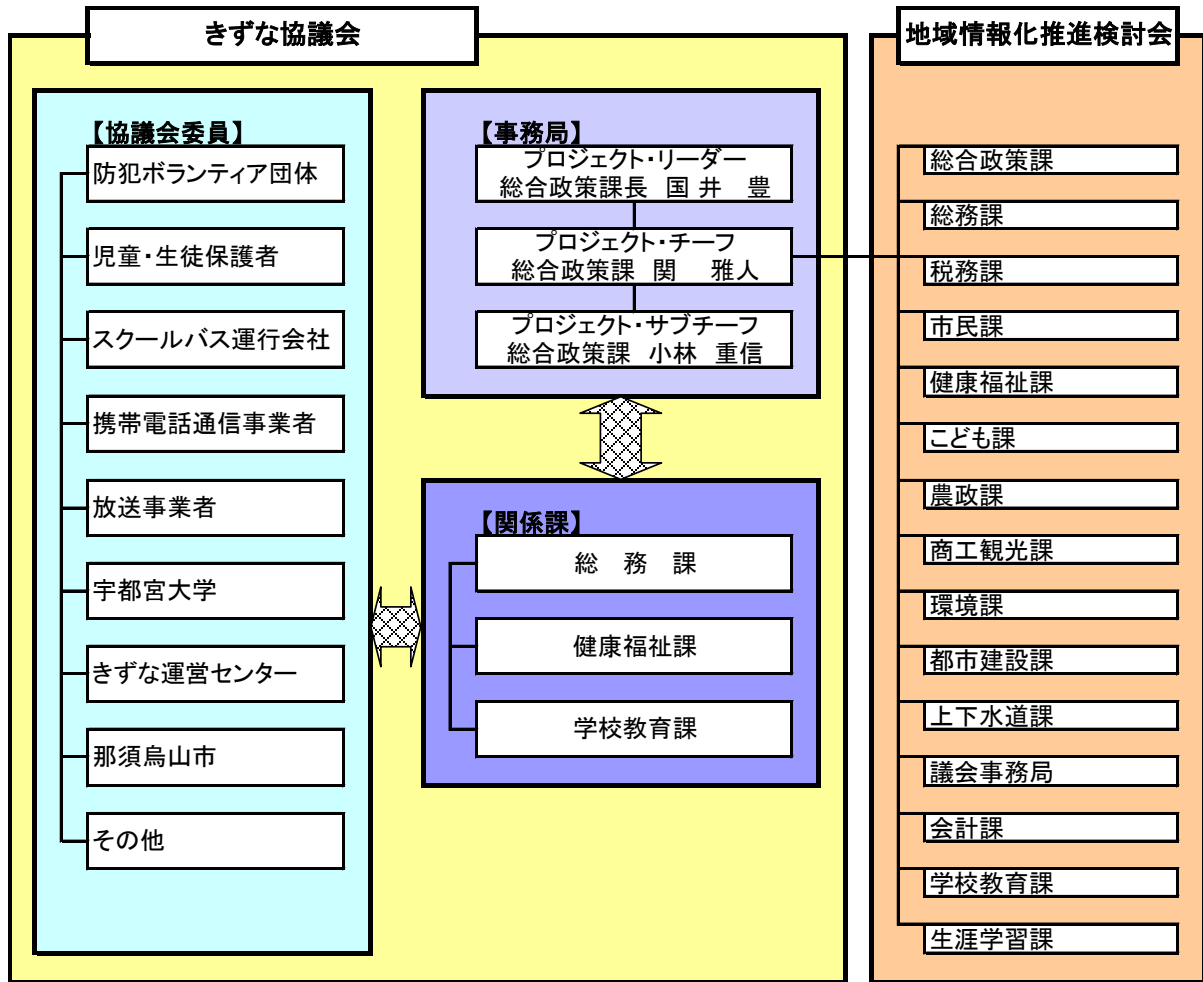 きずな協議会
【協議会委員】
防犯ボランティア団体
児童・生徒保護者
スクールバス運行会社
携帯電話通信事業者
放送事業者
宇都宮大学
きずな運営センター
那須烏山市
その他
【事務局】
プロジェクト・リーダー
総合政策課長 国井 豊
プロジェクト・チーフ
総合政策課 関 雅人
プロジェクト・サブチーフ
総合政策課 小林 重信
【関係課】
総 務 課
健康福祉課
学校教育課
地域情報化推進検討会
総合政策課
総務課
税務課
市民課
健康福祉課
こども課
農政課
商工観光課
環境課
都市建設課
上下水道課
議会事務局
会計課
学校教育課
生涯学習課